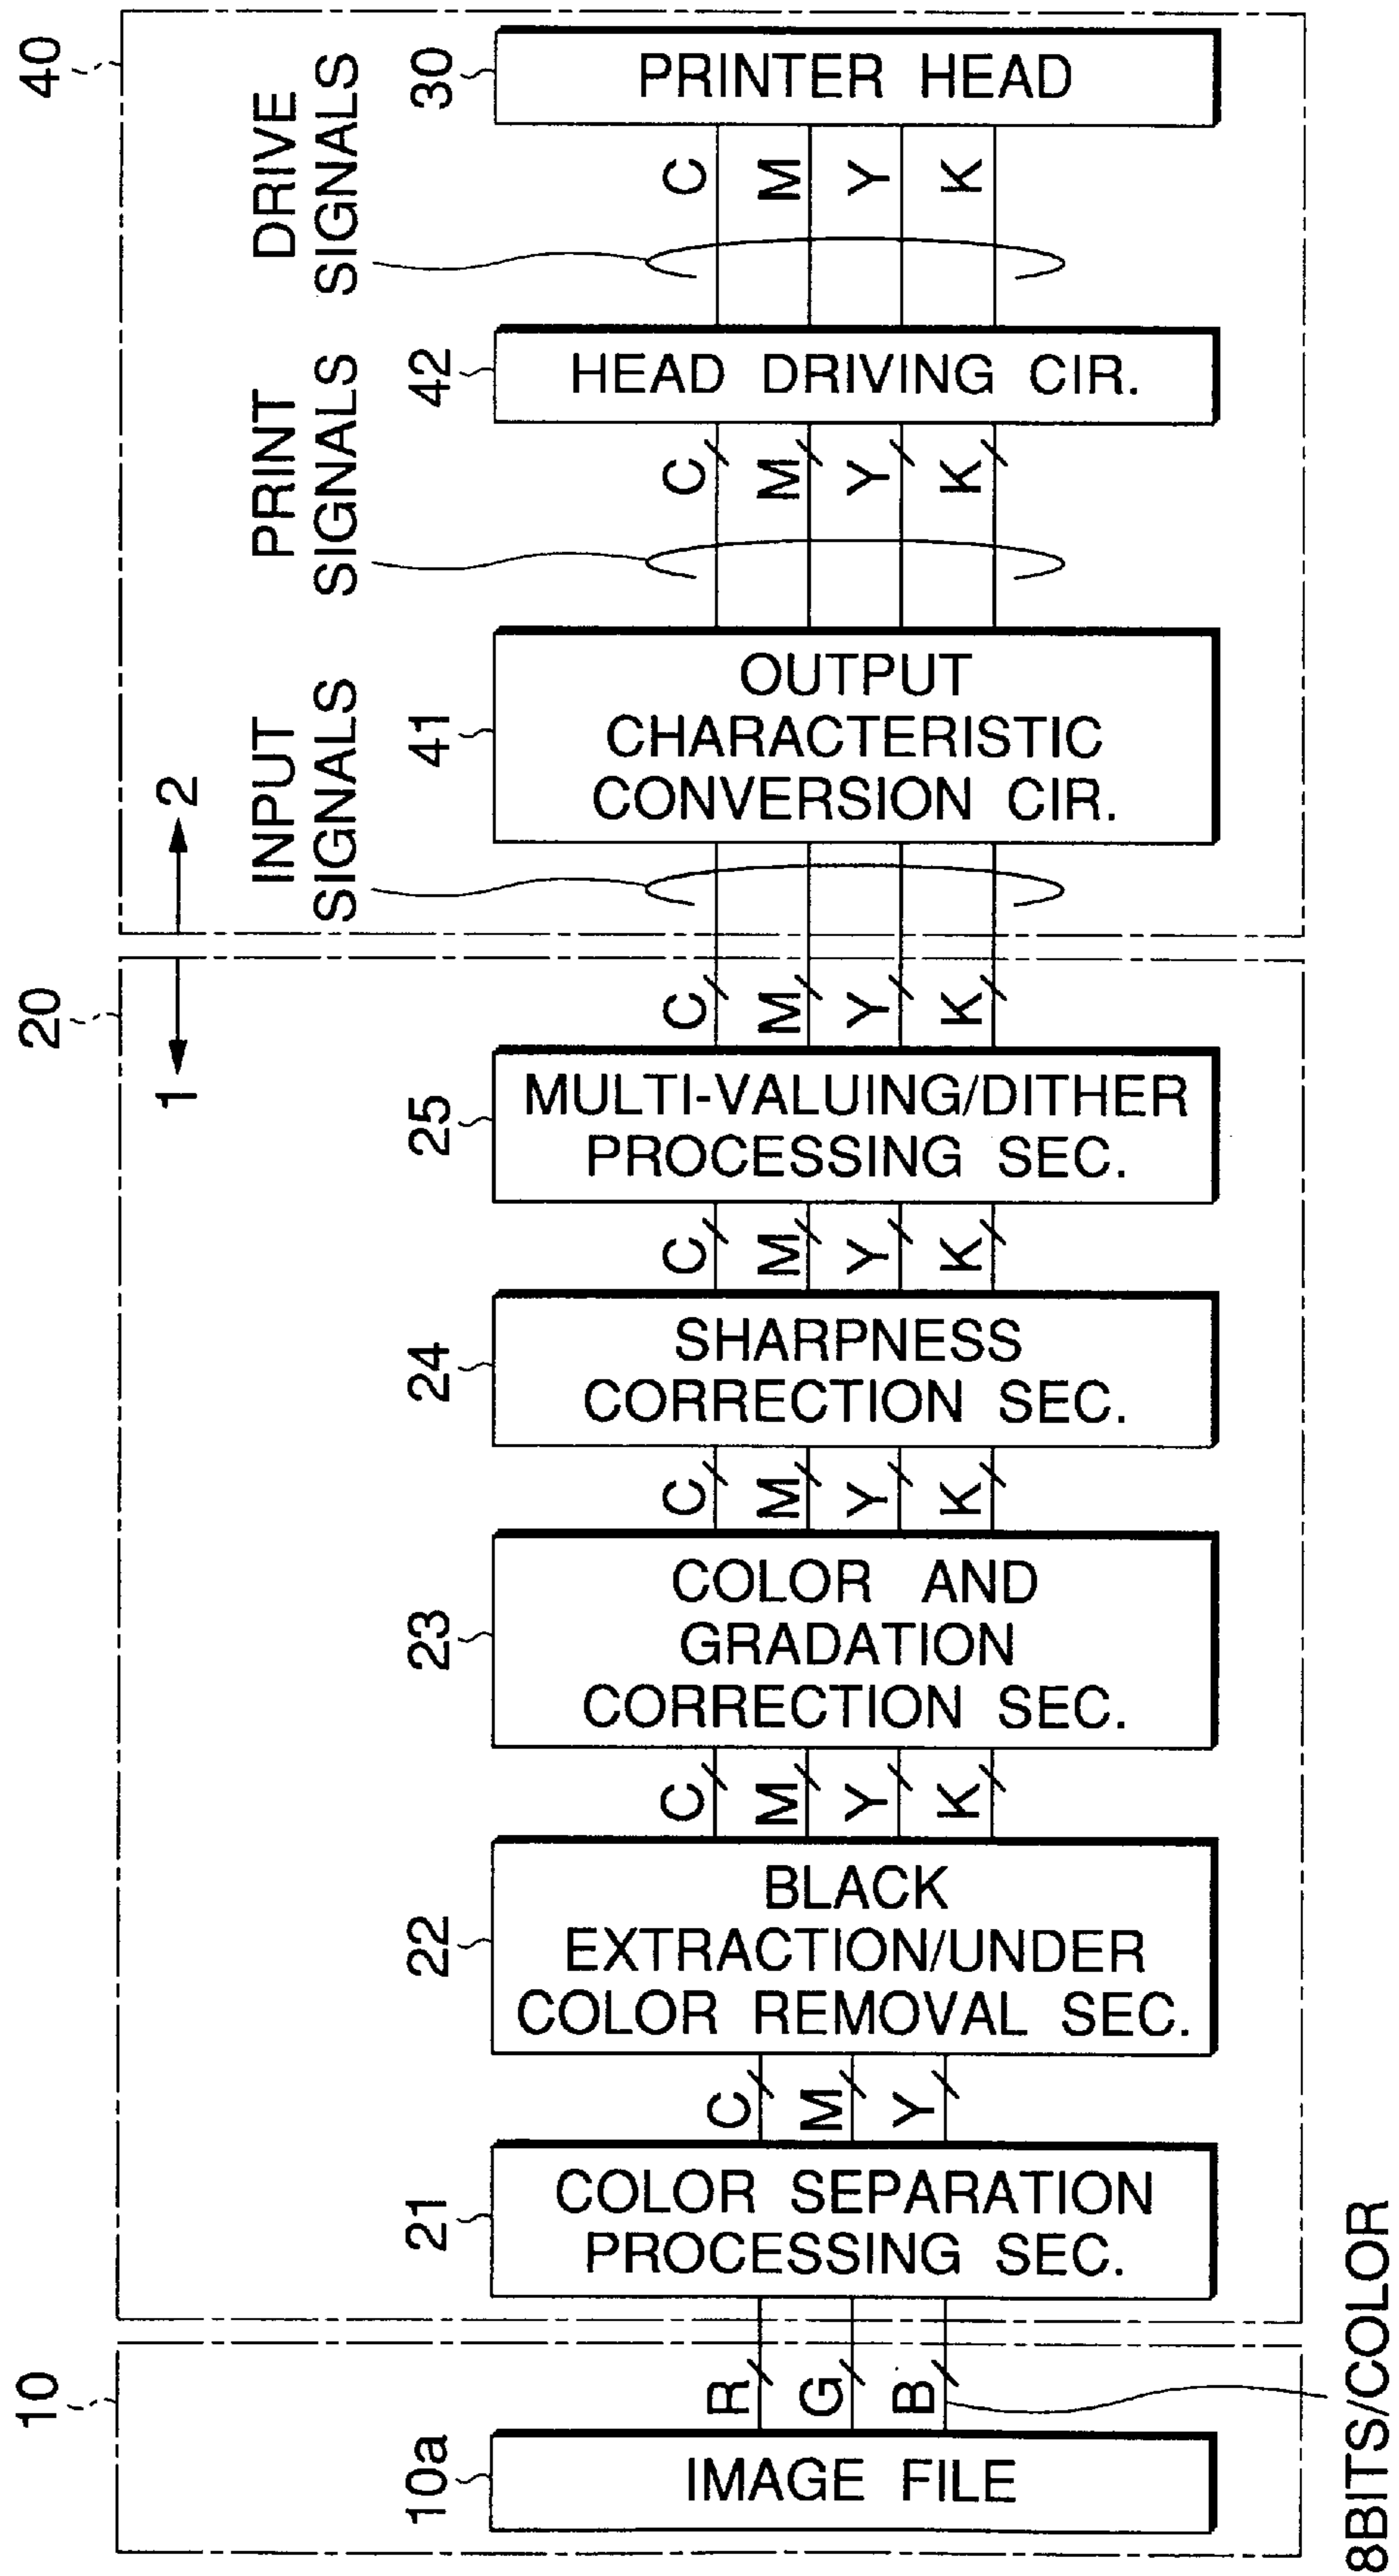 40
30
PRINTER HEAD
DRIVE
SIGNALS
C
M
Y
K
42
HEAD DRIVING CIR.
PRINT
SIGNALS
C
M
Y
K
41
OUTPUT
CHARACTERISTIC
CONVERSION CIR.
INPUT
SIGNALS
2
1
20
C
M
Y
K
25
MULTI-VALUING/DITHER
PROCESSING SEC.
C
M
Y
K
24
SHARPNESS
CORRECTION SEC.
C
M
Y
K
23
COLOR AND
GRADATION
CORRECTION SEC.
C
M
Y
K
22
BLACK
EXTRACTION/UNDER
COLOR REMOVAL SEC.
C
M
Y
21
COLOR SEPARATION
PROCESSING SEC.
10
R
G
B
8BITS/COLOR
10a
IMAGE FILE